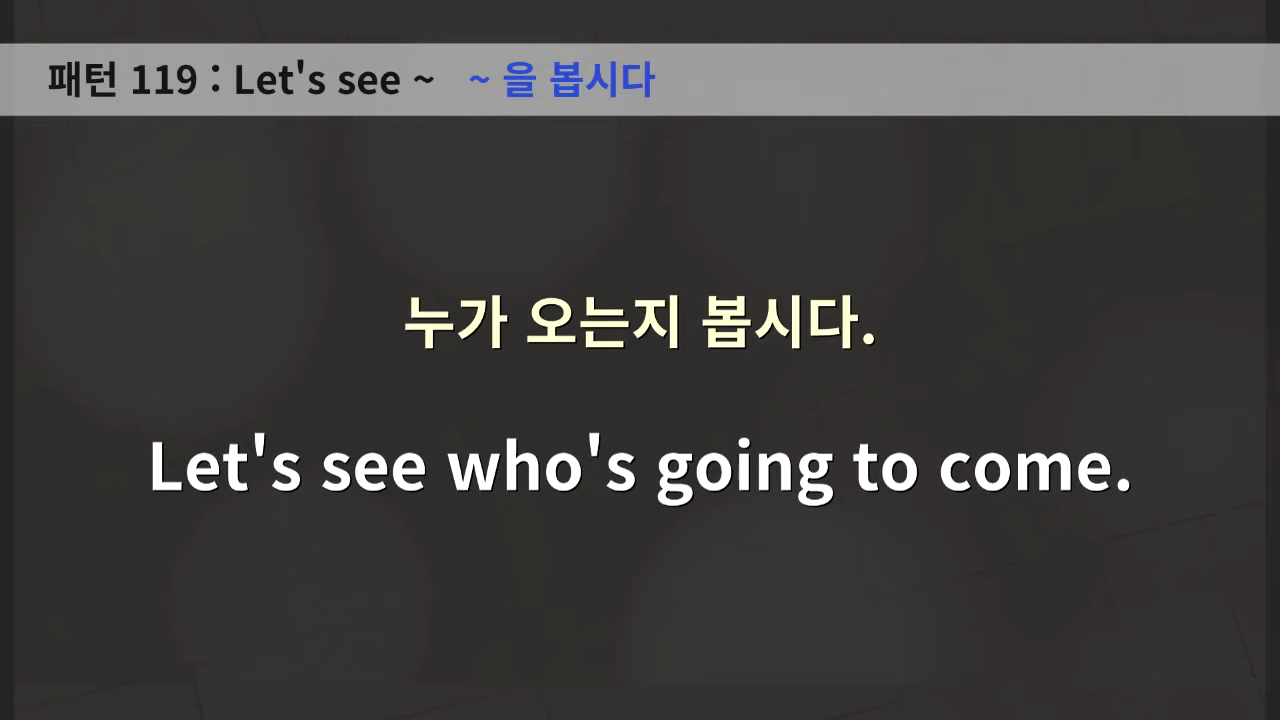 패턴 119 : Let's see ~ ~ 을 봅시다
누가 오는지 봅시다.
Let's see who's going to come.